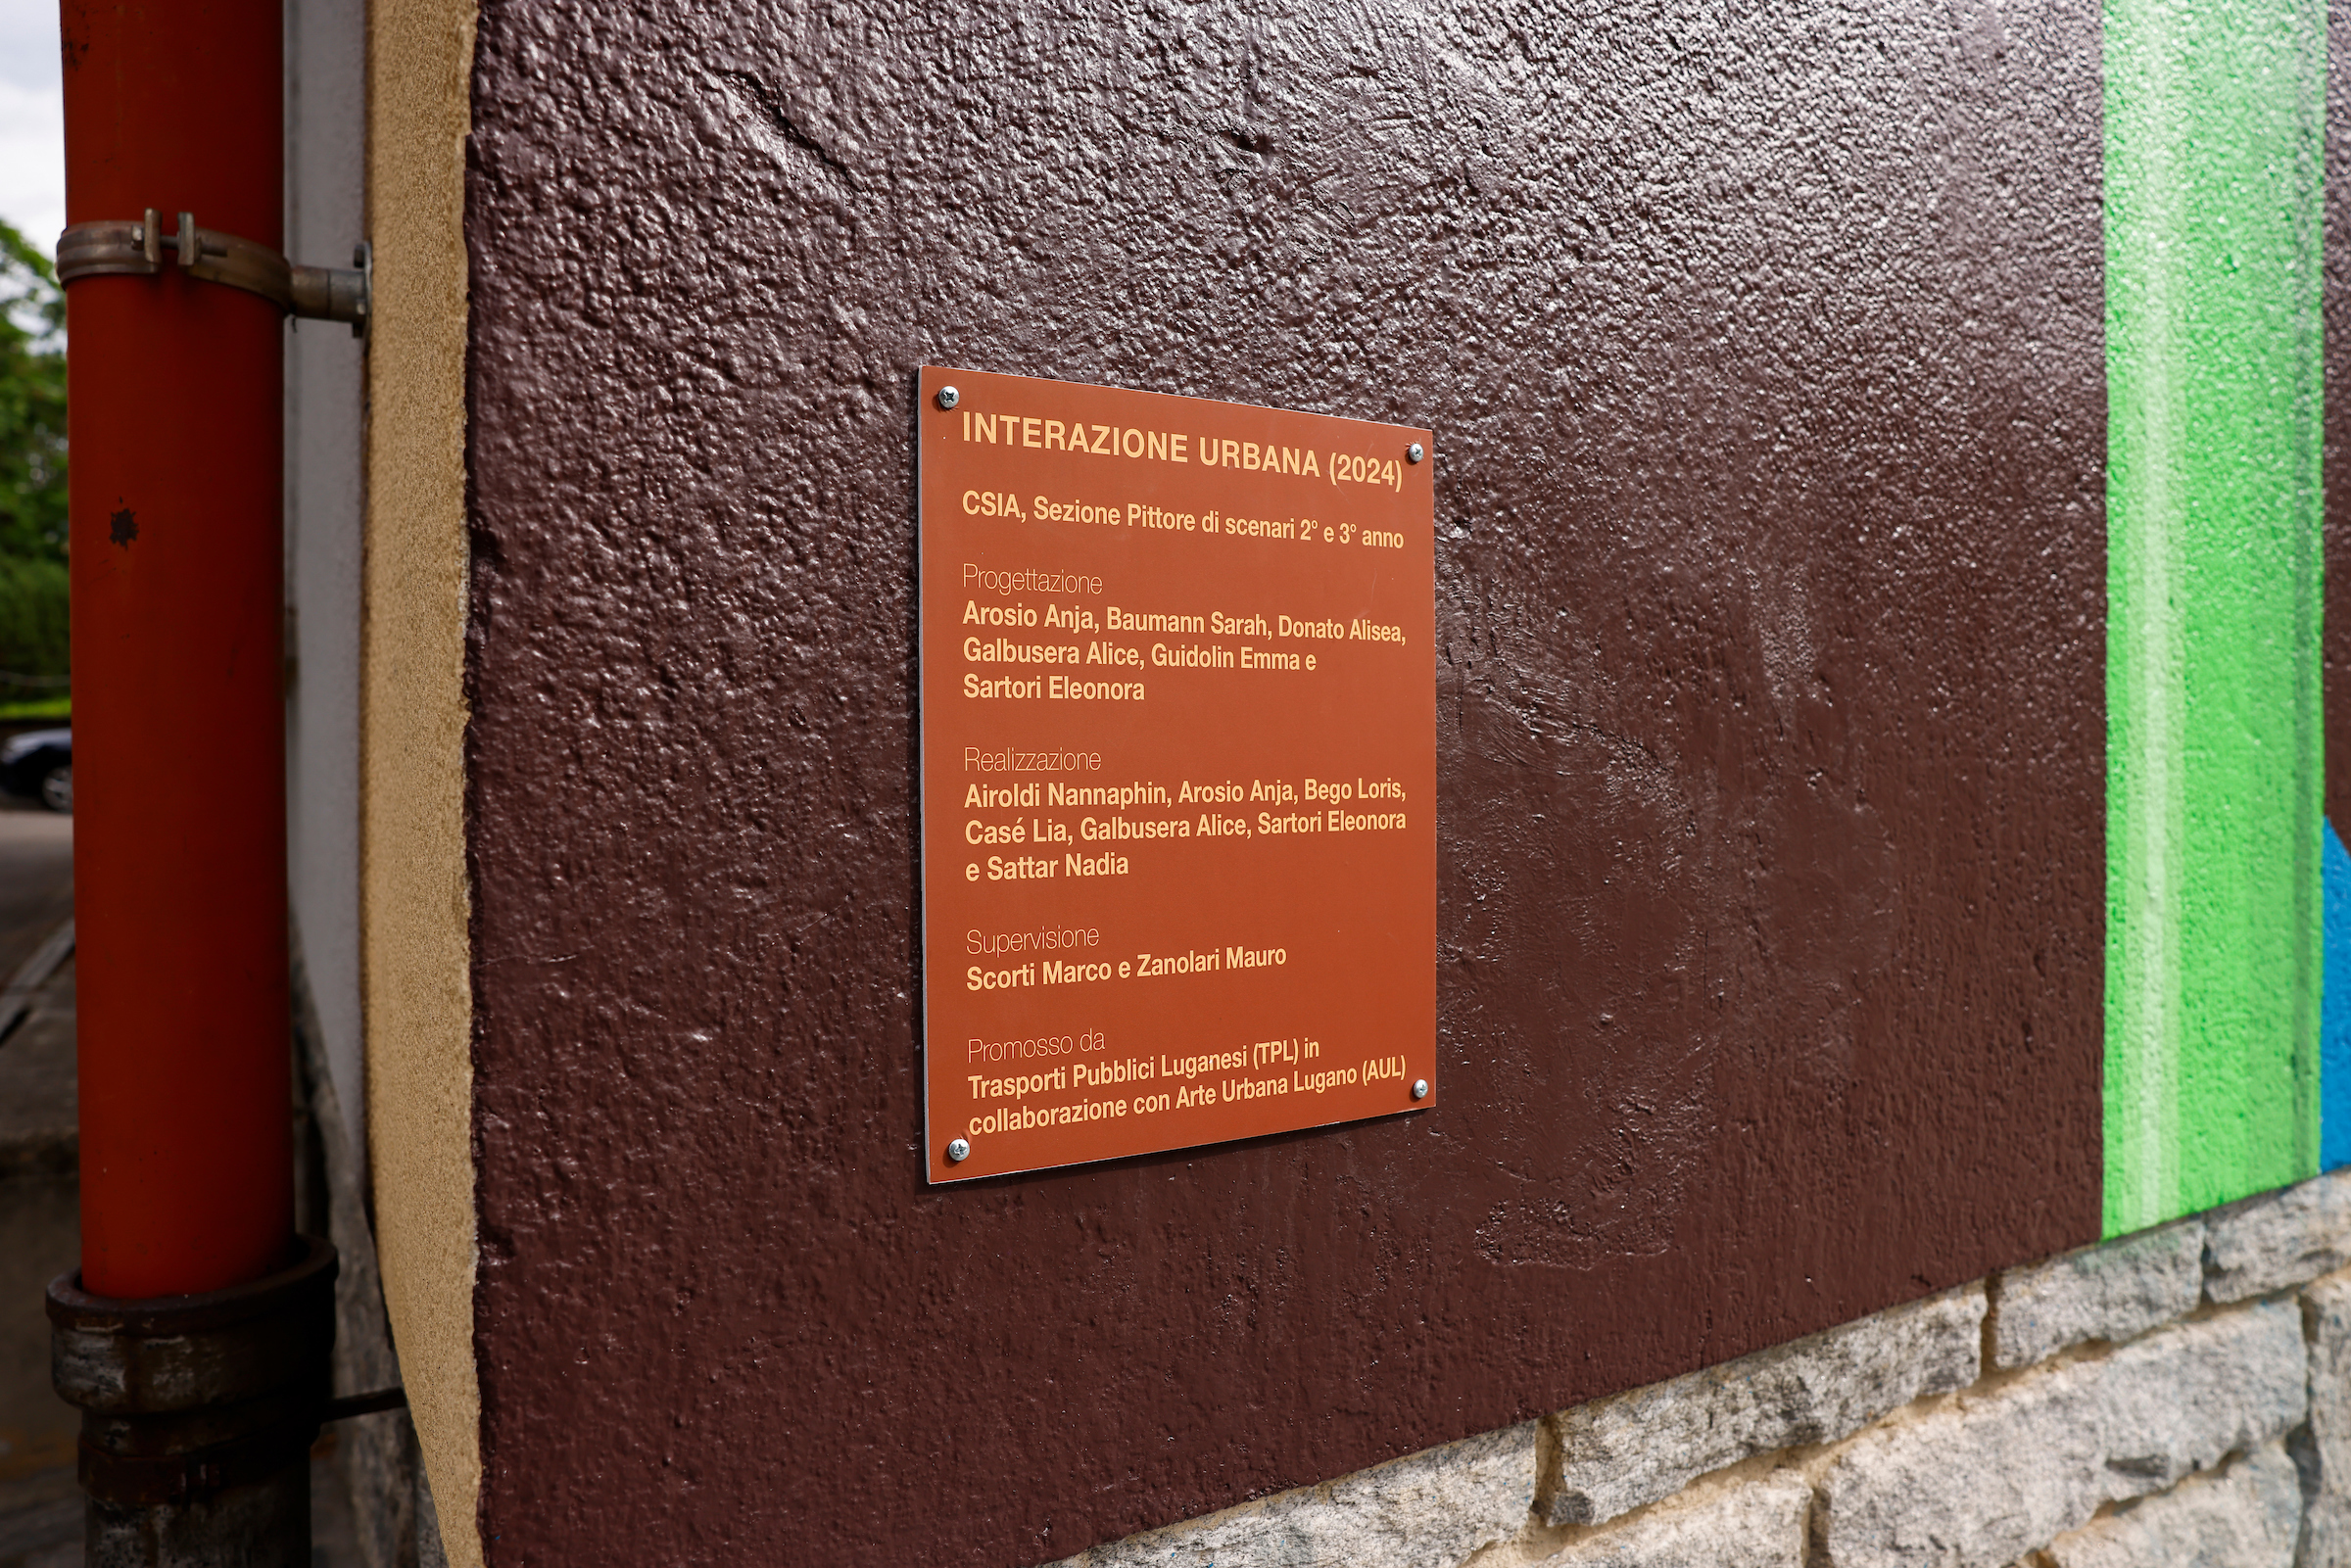 INTERAZIONE URBANA (2024)
CSIA, Sezione Pittore di scenari 2° e 3° anno
Progettazione
Arosio Anja, Baumann Sarah, Donato Alisea,
Galbusera Alice, Guidolin Emma e
Sartori Eleonora
Realizzazione
Airoldi Nannaphin, Arosio Anja, Bego Loris,
Casé Lia, Galbusera Alice, Sartori Eleonora
e Sattar Nadia
Supervisione
Scorti Marco e Zanolari Mauro
Promosso da
Trasporti Pubblici Luganesi (TPL) in
collaborazione con Arte Urbana Lugano (AUL)